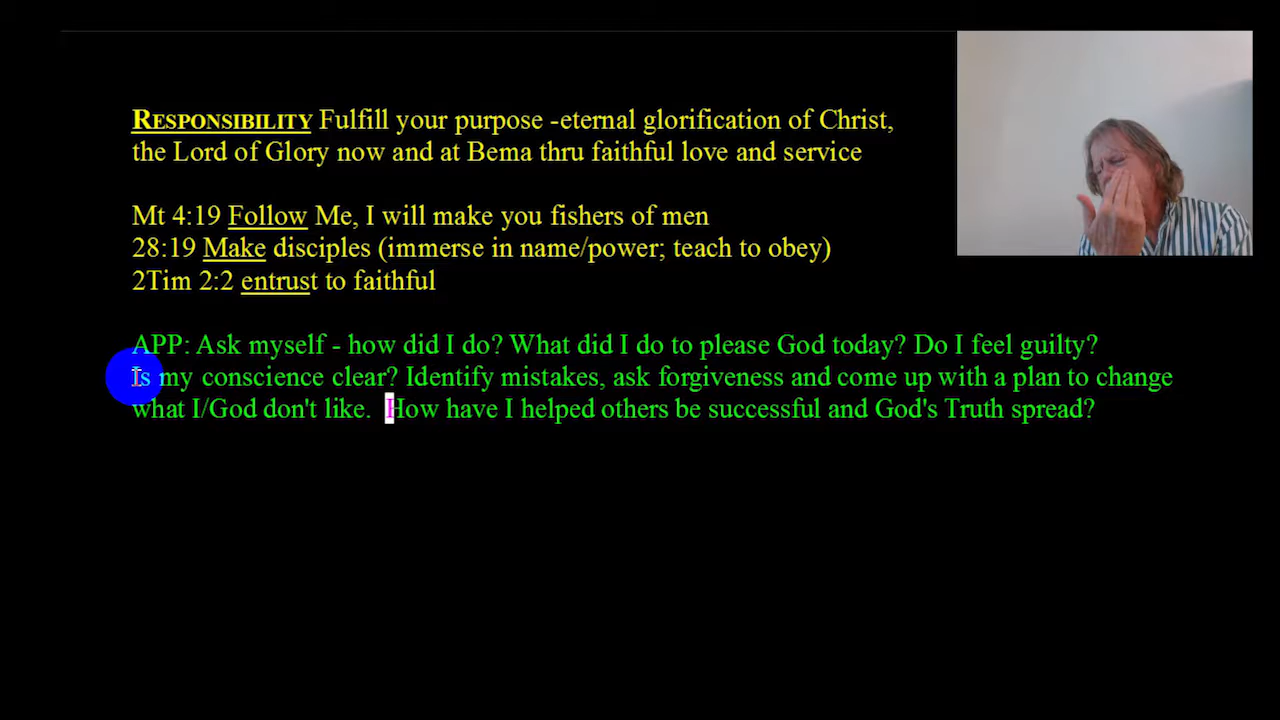 RESPONSIBILITY Fulfill your purpose -eternal glorification of Christ,
the Lord of Glory now and at Bema thru faithful love and service
Mt 4:19 Follow Me, I will make you fishers of men
28:19 Make disciples (immerse in name/power; teach to obey)
2Tim 2:2 entrust to faithful
APP: Ask myself - how did I do? What did I do to please God today? Do I feel guilty?
Is my conscience clear? Identify mistakes, ask forgiveness and come up with a plan to change
what I/God don't like. How have I helped others be successful and God's Truth spread?